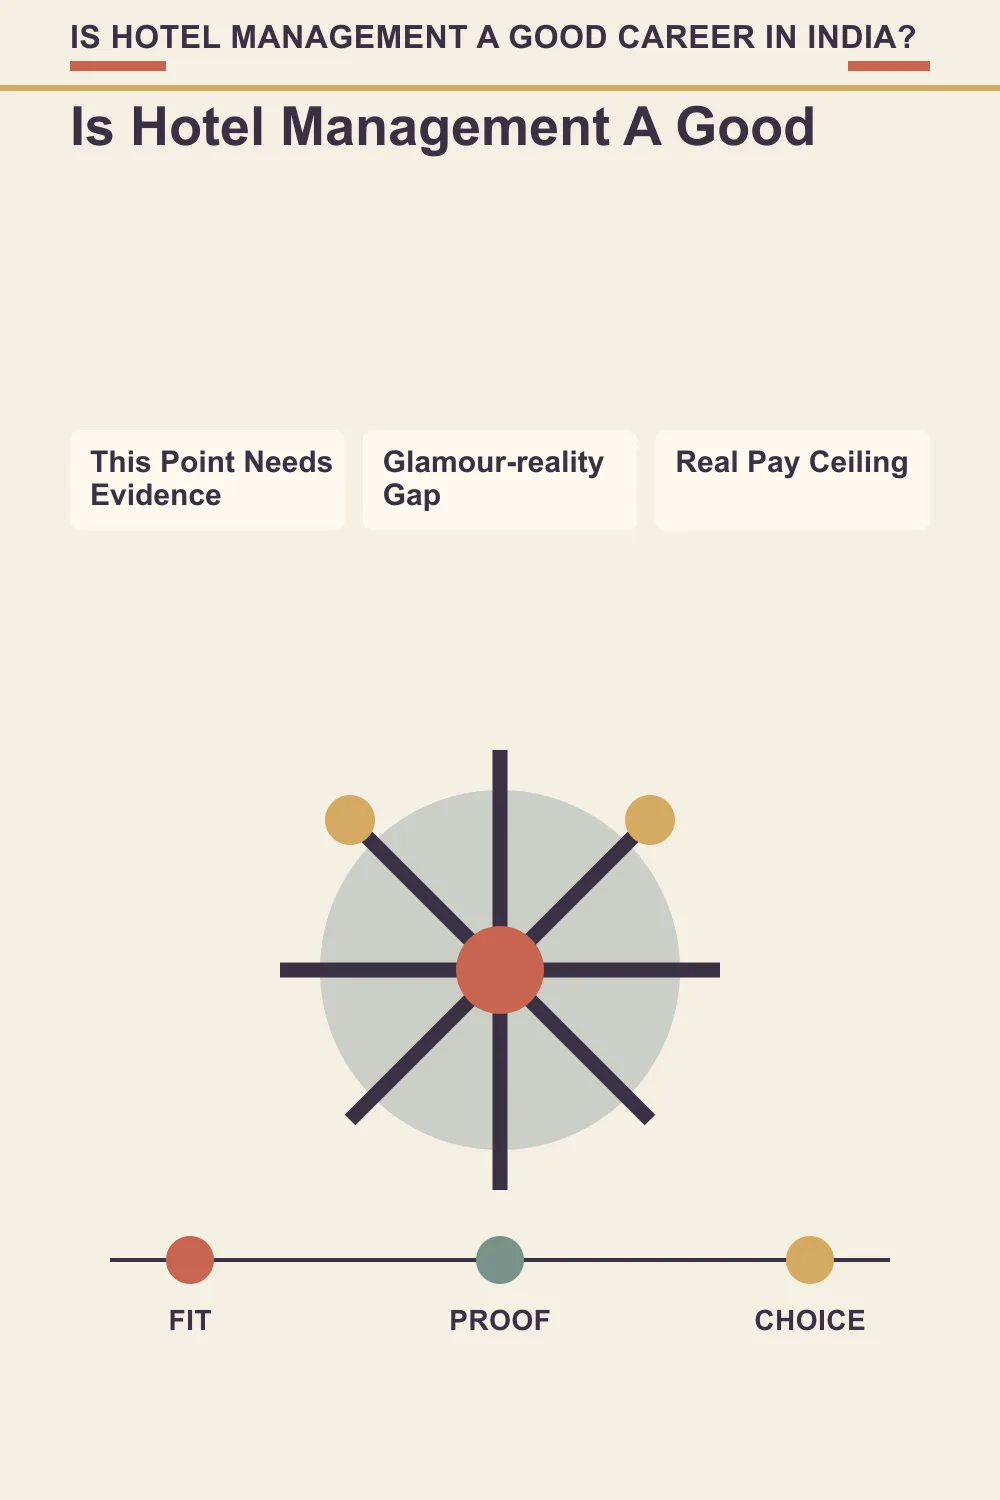 IS HOTEL MANAGEMENT A GOOD CAREER IN INDIA?
Is Hotel Management A Good
This Point Needs
Evidence
Glamour-reality
Gap
Real Pay Ceiling
FIT
PROOF
CHOICE